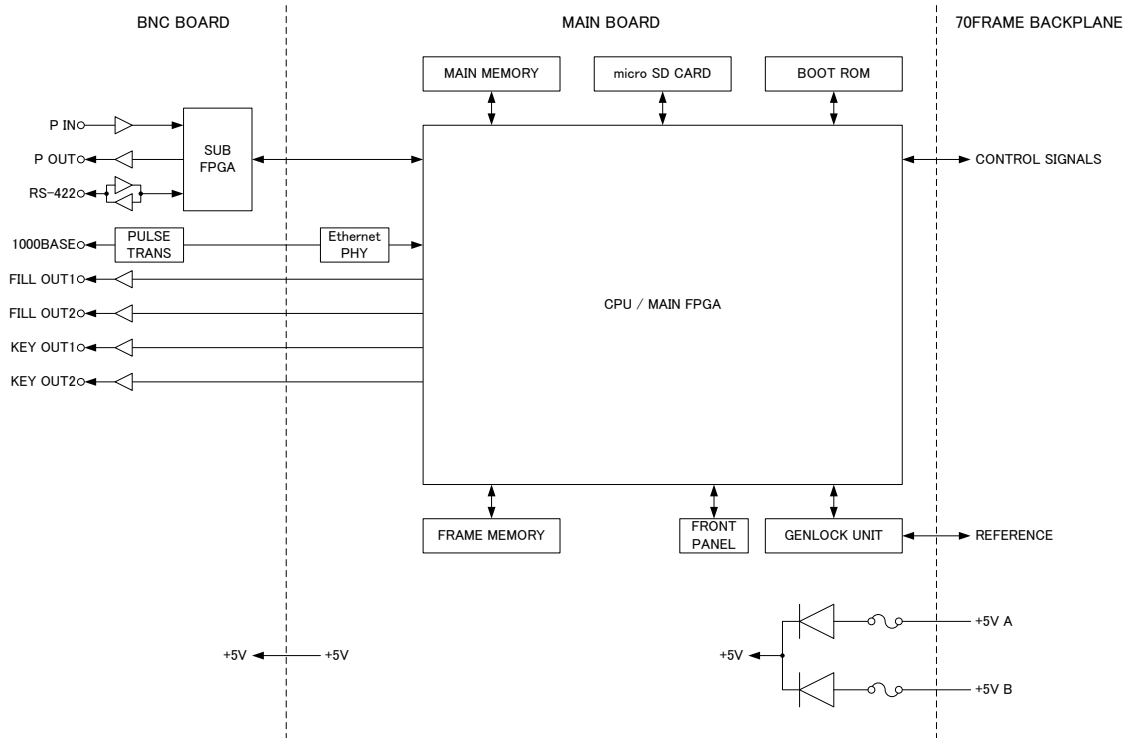 BNC BOARD
MAIN BOARD
70FRAME BACKPLANE
MAIN MEMORY
micro SD CARD
BOOT ROM
P IN
P OUT
RS-422
SUB
FPGA
CONTROL SIGNALS
1000BASE
PULSE
TRANS
Ethernet
PHY
FILL OUT1
FILL OUT2
KEY OUT1
KEY OUT2
CPU / MAIN FPGA
FRAME MEMORY
FRONT
PANEL
GENLOCK UNIT
REFERENCE
+5V A
+5V
+5V
+5V
+5V B